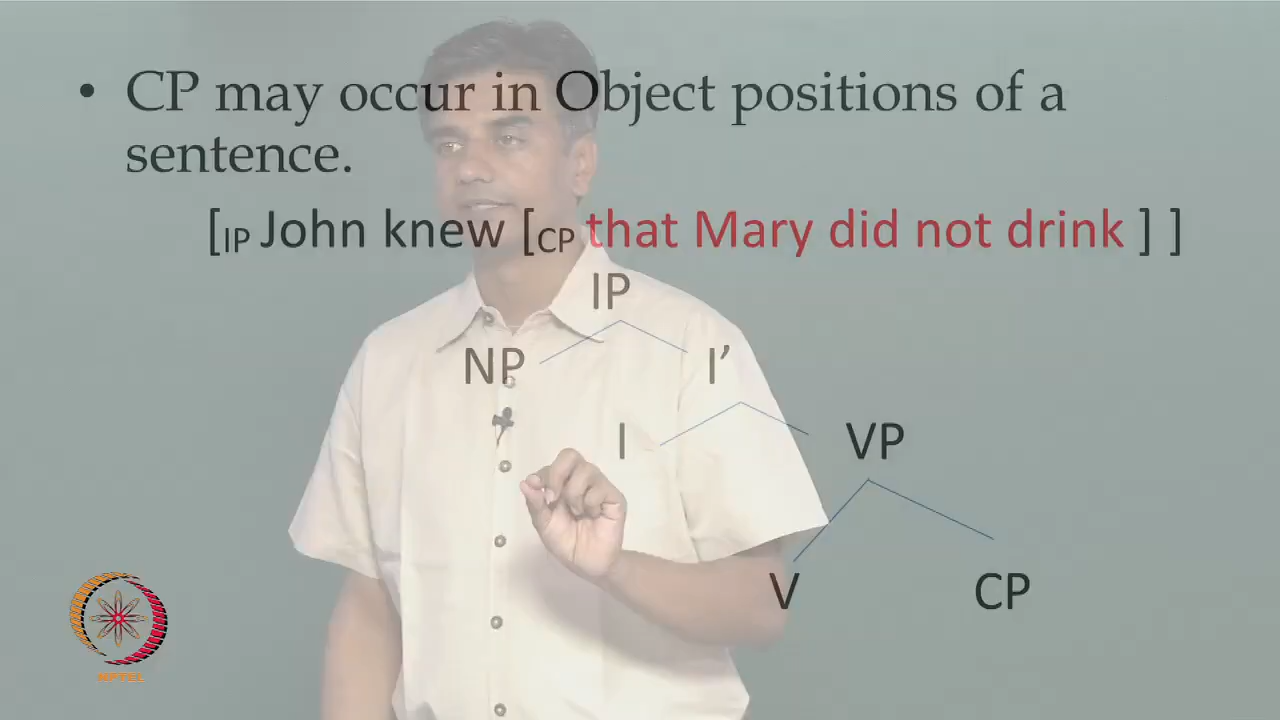 • CP may occur in Object positions of a
sentence.
[IP John knew [CP that Mary did not drink ] ]
IP
NP I’
I VP
V CP
NPTEL